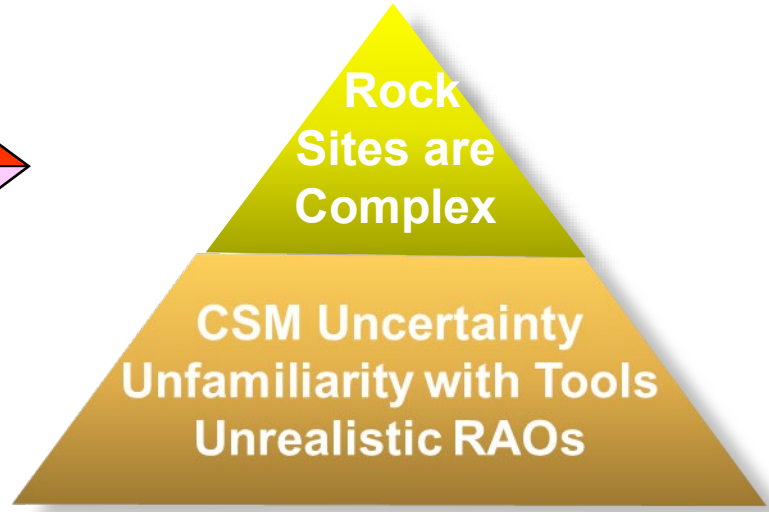 Rock
Sites are
Complex
CSM Uncertainty
Unfamiliarity with Tools
Unrealistic RAOs